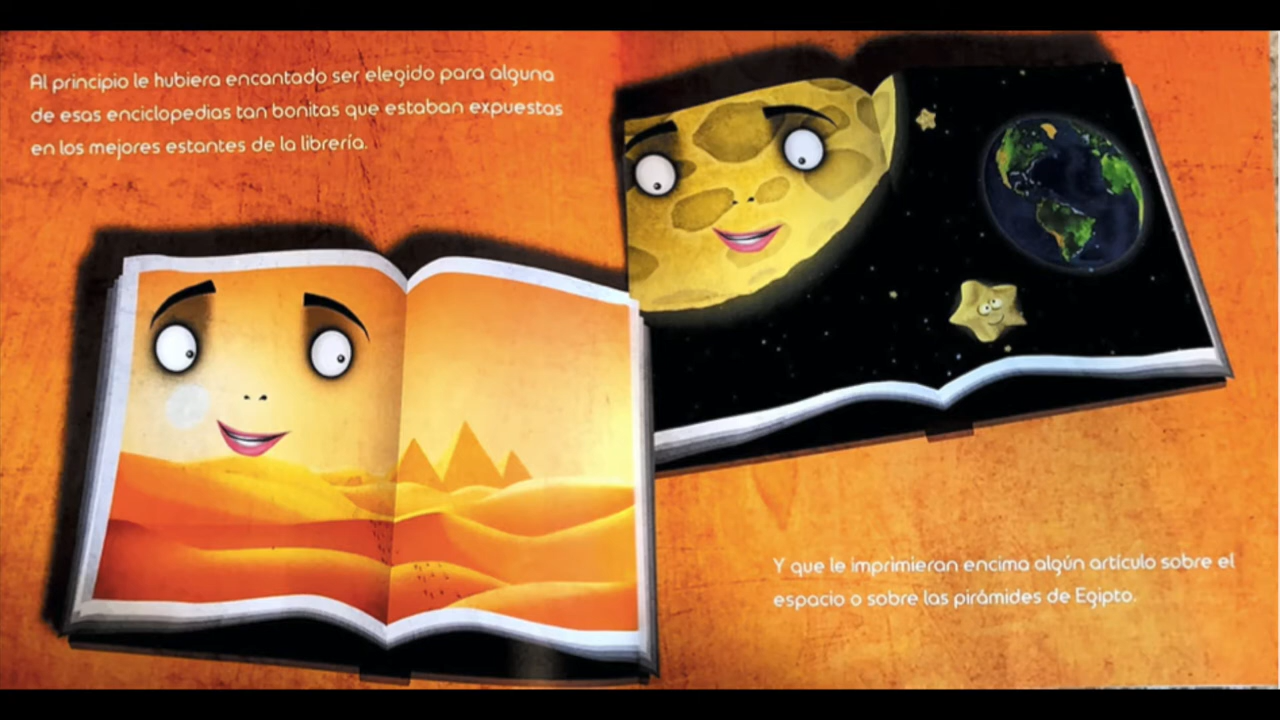 Al principio le hubiera encantado ser elegido para alguna
de esas enciclopedias tan bonitas que estaban expuestas
en los mejores estantes de la librería.
Y que le imprimieran encima algún artículo sobre el
espacio o sobre las pirámides de Egipto.